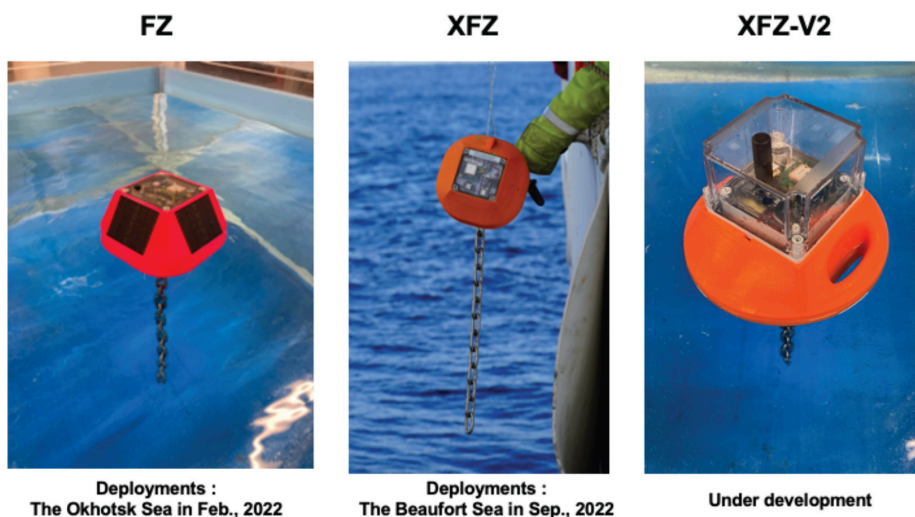 FZ
XFZ
XFZ-V2
Deployments :
The Okhotsk Sea in Feb., 2022
Deployments :
The Beaufort Sea in Sep., 2022
Under development